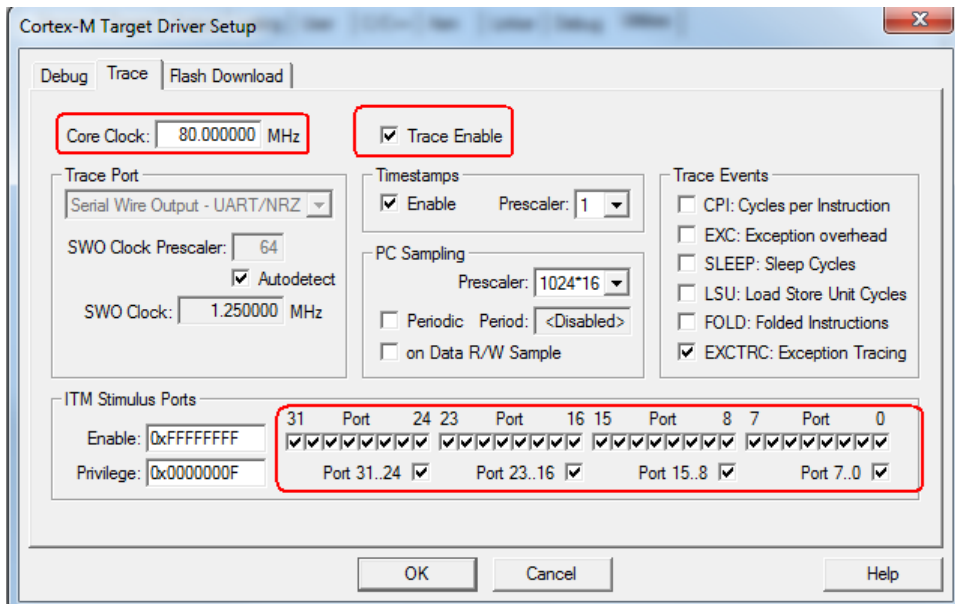 Cortex-M Target Driver Setup
Debug Trace Flash Download
Core Clock: 80.000000 MHz
Trace Enable
Trace Port
Serial Wire Output - UART/NRZ
SWO Clock Prescaler: 64
Autodetect
SWO Clock: 1.250000 MHz
Timestamps
Enable Prescaler: 1
PC Sampling
Prescaler: 1024*16
Periodic Period: <Disabled>
on Data R/W Sample
Trace Events
CPI: Cycles per Instruction
EXC: Exception overhead
SLEEP: Sleep Cycles
LSU: Load Store Unit Cycles
FOLD: Folded Instructions
EXCTRC: Exception Tracing
ITM Stimulus Ports
Enable: 0xFFFFFFFF
Privilege: 0x0000000F
31 Port 24 23 Port 16 15 Port 8 7 Port 0
Port 31..24 Port 23..16 Port 15..8 Port 7..0
OK Cancel Help